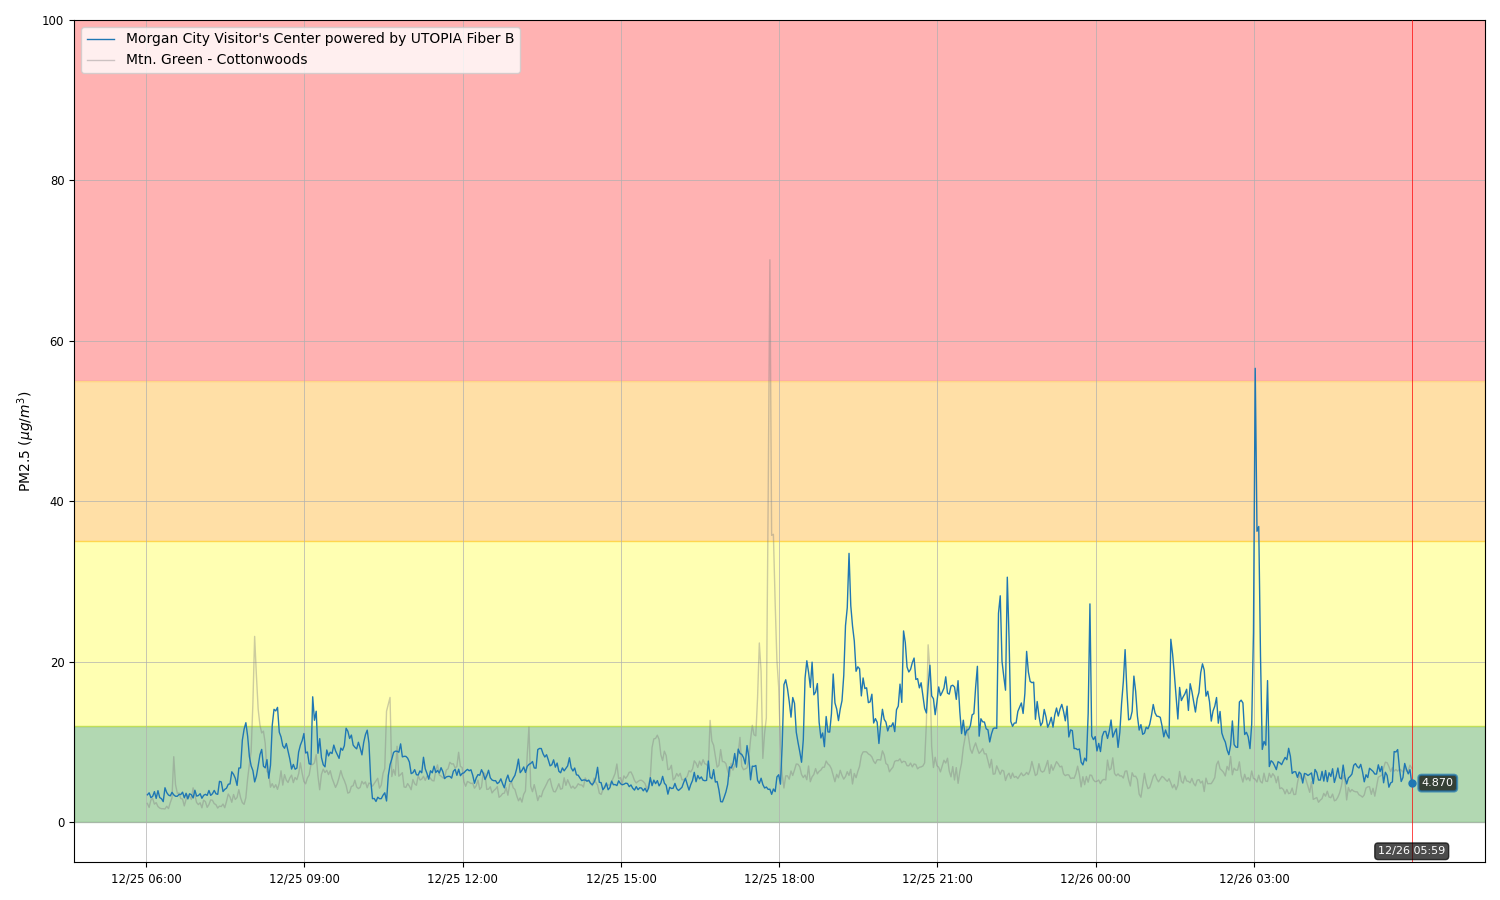 100
Morgan City Visitor's Center powered by UTOPIA Fiber B
Mtn. Green - Cottonwoods
80
60
PM2.5 (μg/m³)
40
20
4.870
0
12/26 05:59
12/25 06:00 12/25 09:00 12/25 12:00 12/25 15:00 12/25 18:00 12/25 21:00 12/26 00:00 12/26 03:00